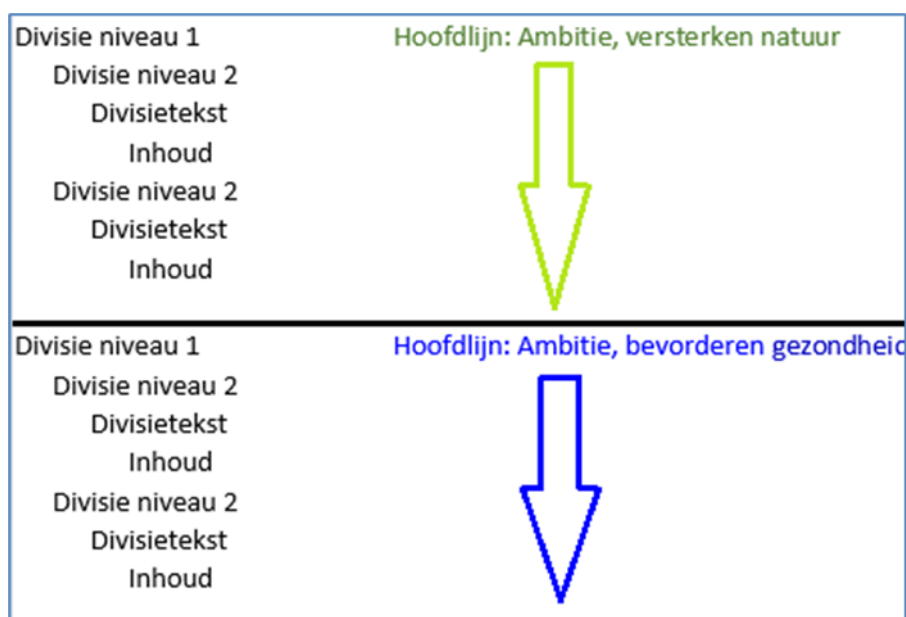 Divisie niveau 1 Hoofdlijn: Ambitie, versterken natuur
Divisie niveau 2
Divisietekst
Inhoud
Divisie niveau 2
Divisietekst
Inhoud
Divisie niveau 1 Hoofdlijn: Ambitie, bevorderen gezondheid
Divisie niveau 2
Divisietekst
Inhoud
Divisie niveau 2
Divisietekst
Inhoud